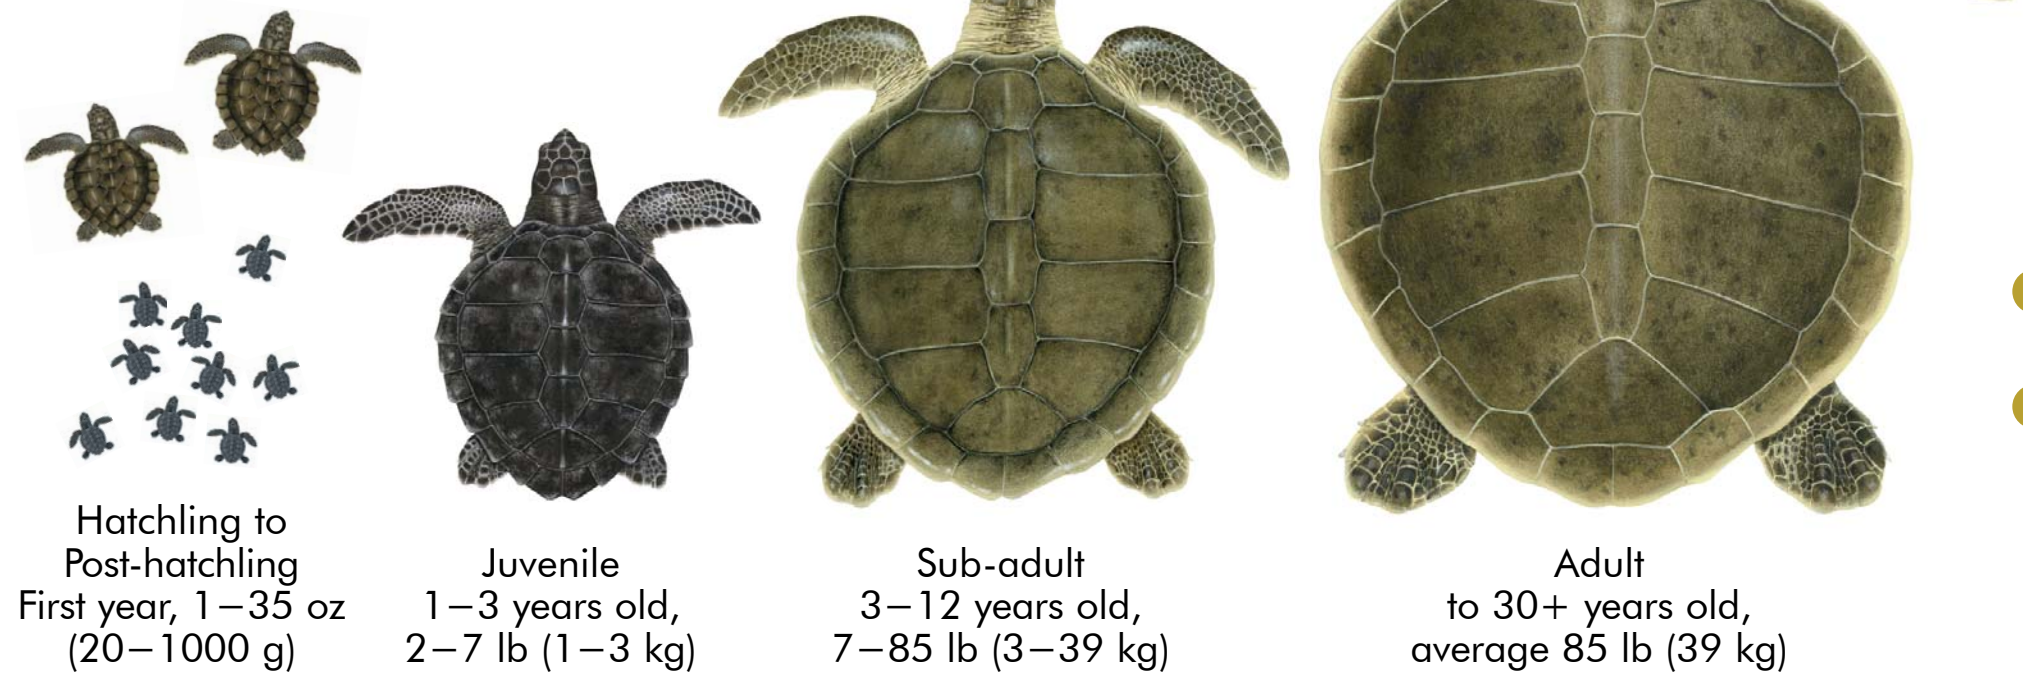 Hatchling to
Post-hatchling
First year, 1–35 oz
(20–1000 g)
Juvenile
1–3 years old,
2–7 lb (1–3 kg)
Sub-adult
3–12 years old,
7–85 lb (3–39 kg)
Adult
to 30+ years old,
average 85 lb (39 kg)